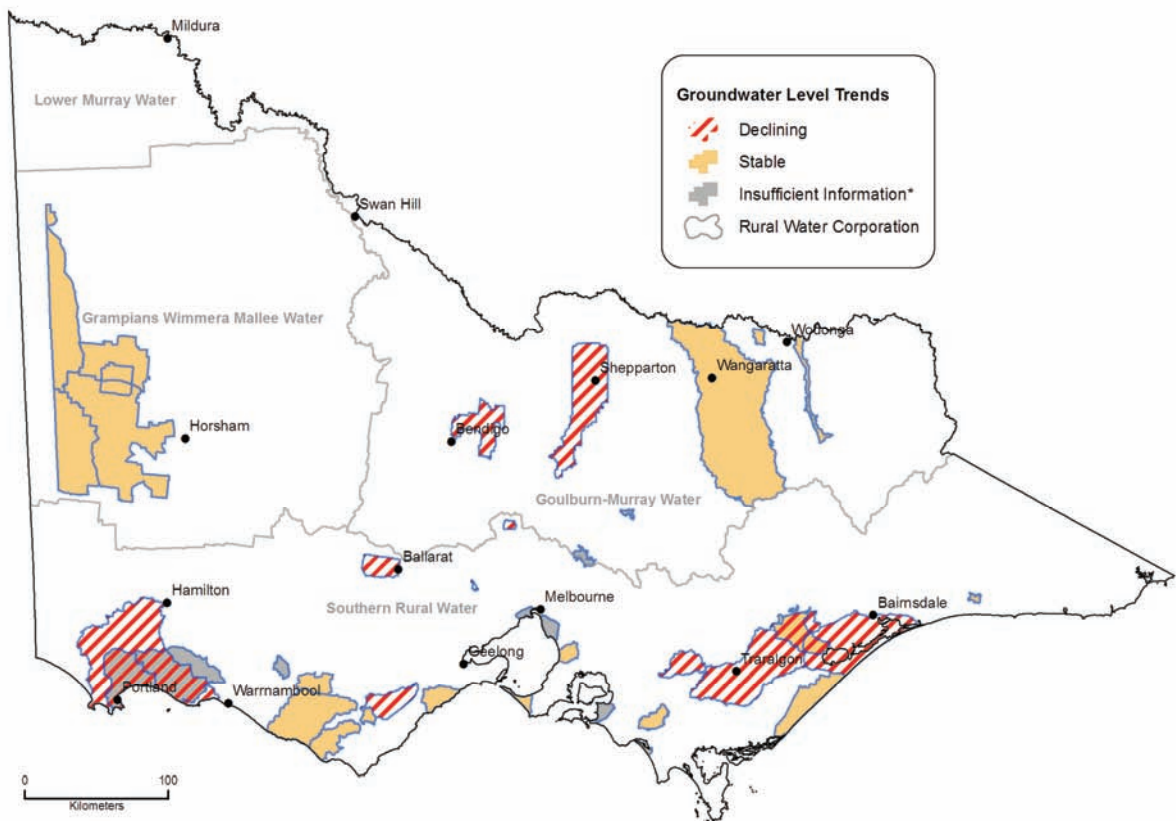 Mildura
Lower Murray Water
Groundwater Level Trends
Declining
Stable
Insufficient Information*
Rural Water Corporation
Swan Hill
Grampians Wimmera Mallee Water
Wodonga
Shepparton
Wangaratta
Horsham
Bendigo
Goulburn-Murray Water
Ballarat
Hamilton
Southern Rural Water
Melbourne
Bairnsdale
Geelong
Traralgon
Portland
Warrnambool
0 100
Kilometers